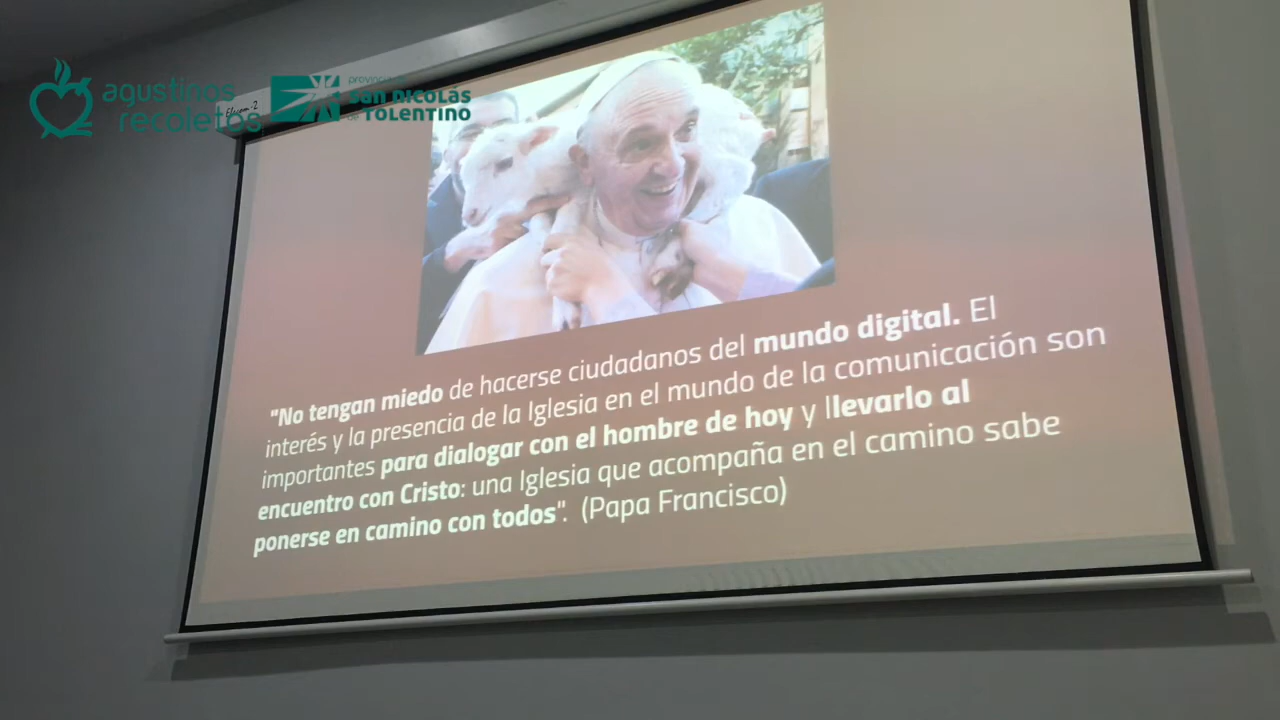 agustinos
recoletos
Elecom-2
provincia
SAN NICOLÁS
de TOLENTINO
"No tengan miedo de hacerse ciudadanos del mundo digital. El
interés y la presencia de la Iglesia en el mundo de la comunicación son
importantes para dialogar con el hombre de hoy y llevarlo al
encuentro con Cristo: una Iglesia que acompaña en el camino sabe
ponerse en camino con todos". (Papa Francisco)